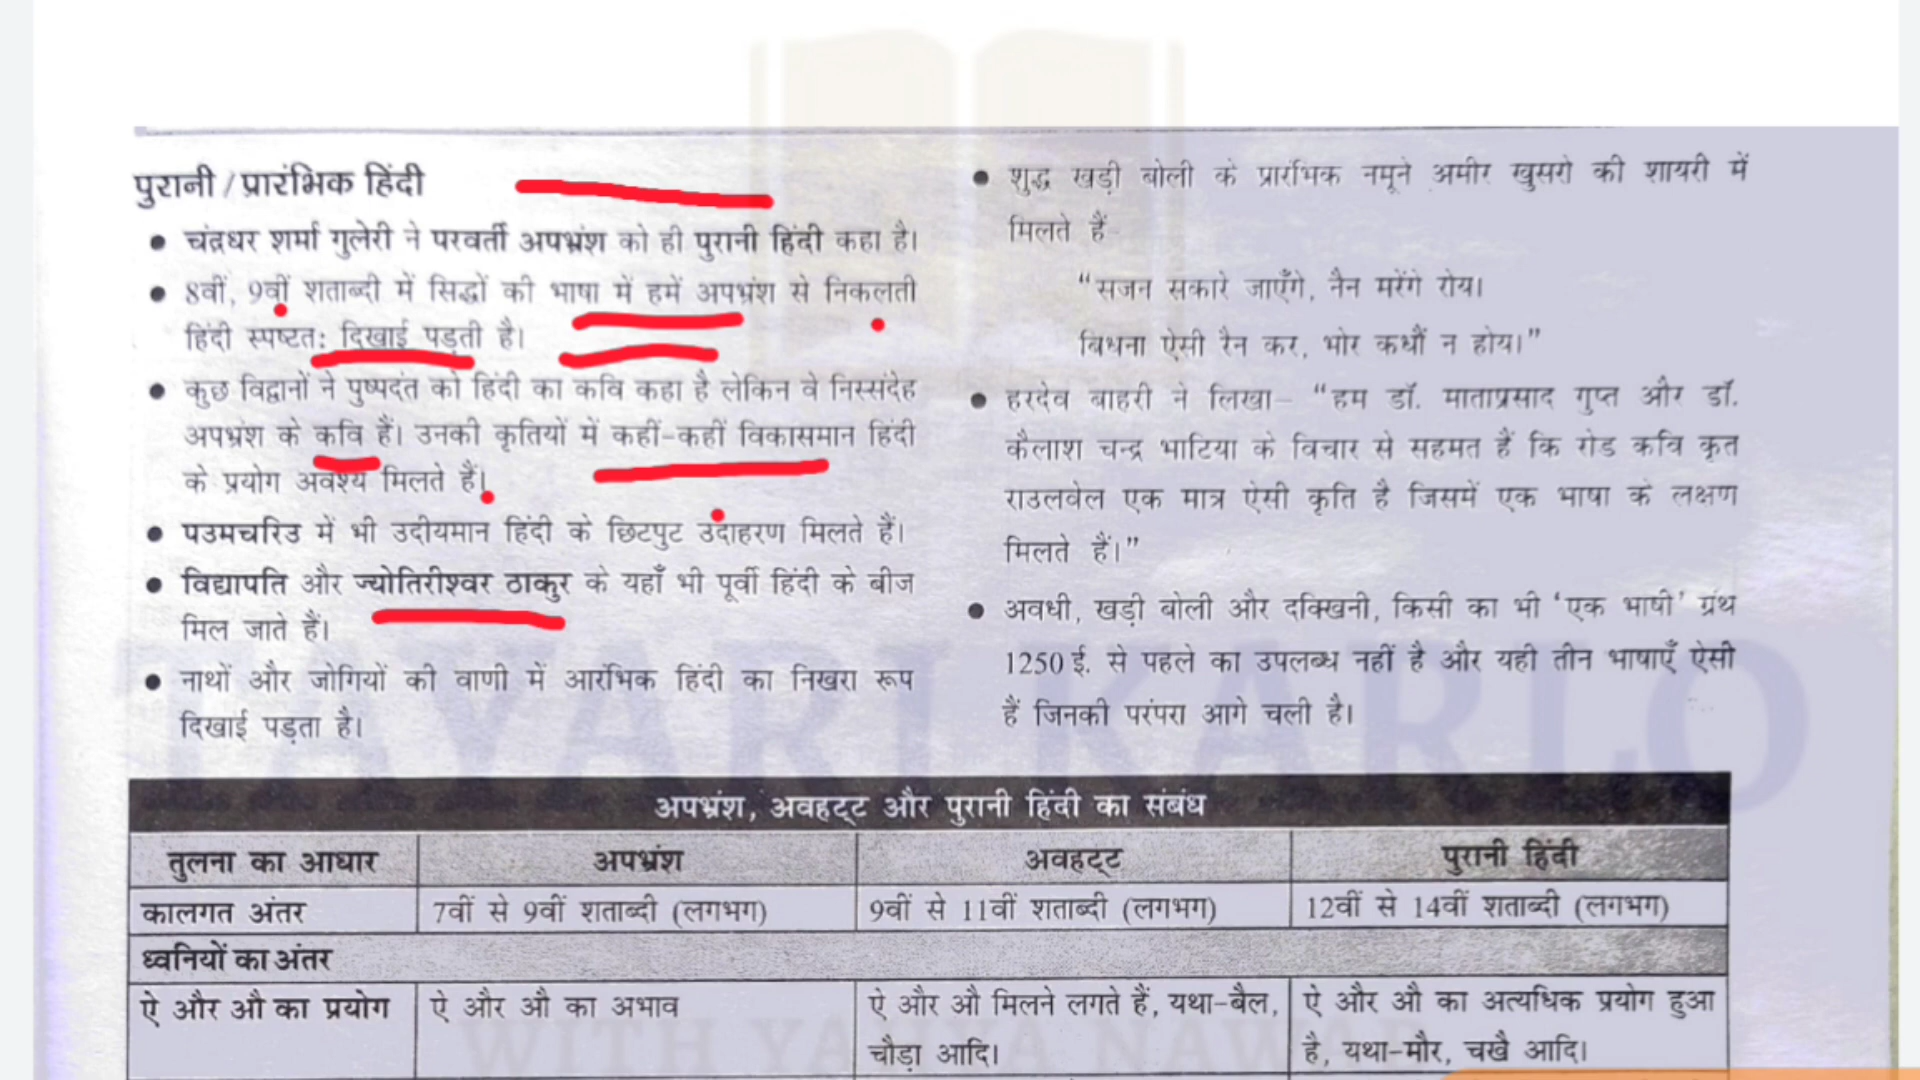 पुरानी / प्रारंभिक हिंदी
● चंद्रधर शर्मा गुलेरी ने परवर्ती अपभ्रंश को ही पुरानी हिंदी कहा है।
● 8वीं, 9वीं शताब्दी में सिद्धों की भाषा में हमें अपभ्रंश से निकलती
हिंदी स्पष्टत: दिखाई पड़ती है।
● कुछ विद्वानों ने पुष्पदंत को हिंदी का कवि कहा है लेकिन वे निस्संदेह
अपभ्रंश के कवि हैं। उनकी कृतियों में कहीं-कहीं विकासमान हिंदी
के प्रयोग अवश्य मिलते हैं।
● पउमचरिउ में भी उदीयमान हिंदी के छिटपुट उदाहरण मिलते हैं।
● विद्यापति और ज्योतिरीश्वर ठाकुर के यहाँ भी पूर्वी हिंदी के बीज
मिल जाते हैं।
● नाथों और जोगियों की वाणी में आरंभिक हिंदी का निखरा रूप
दिखाई पड़ता है।
● शुद्ध खड़ी बोली के प्रारंभिक नमूने अमीर खुसरो की शायरी में
मिलते हैं-
“सजन सकारे जाएँगे, नैन मरेंगे रोय।
बिधना ऐसी रैन कर, भोर कधौं न होय।”
● हरदेव बाहरी ने लिखा– “हम डॉ. माताप्रसाद गुप्त और डॉ.
कैलाश चन्द्र भाटिया के विचार से सहमत हैं कि रोड कवि कृत
राउलवेल एक मात्र ऐसी कृति है जिसमें एक भाषा के लक्षण
मिलते हैं।”
● अवधी, खड़ी बोली और दक्खिनी, किसी का भी ‘एक भाषी’ ग्रंथ
1250 ई. से पहले का उपलब्ध नहीं है और यही तीन भाषाएँ ऐसी
हैं जिनकी परंपरा आगे चली है।
TAYARI KARLO
अपभ्रंश, अवहट्ट और पुरानी हिंदी का संबंध
तुलना का आधार अपभ्रंश अवहट्ट पुरानी हिंदी
कालगत अंतर 7वीं से 9वीं शताब्दी (लगभग) 9वीं से 11वीं शताब्दी (लगभग) 12वीं से 14वीं शताब्दी (लगभग)
ध्वनियों का अंतर
ऐ और औ का प्रयोग ऐ और औ का अभाव ऐ और औ मिलने लगते हैं, यथा-बैल, ऐ और औ का अत्यधिक प्रयोग हुआ
चौड़ा आदि। है, यथा-मौर, चखै आदि।
WITH